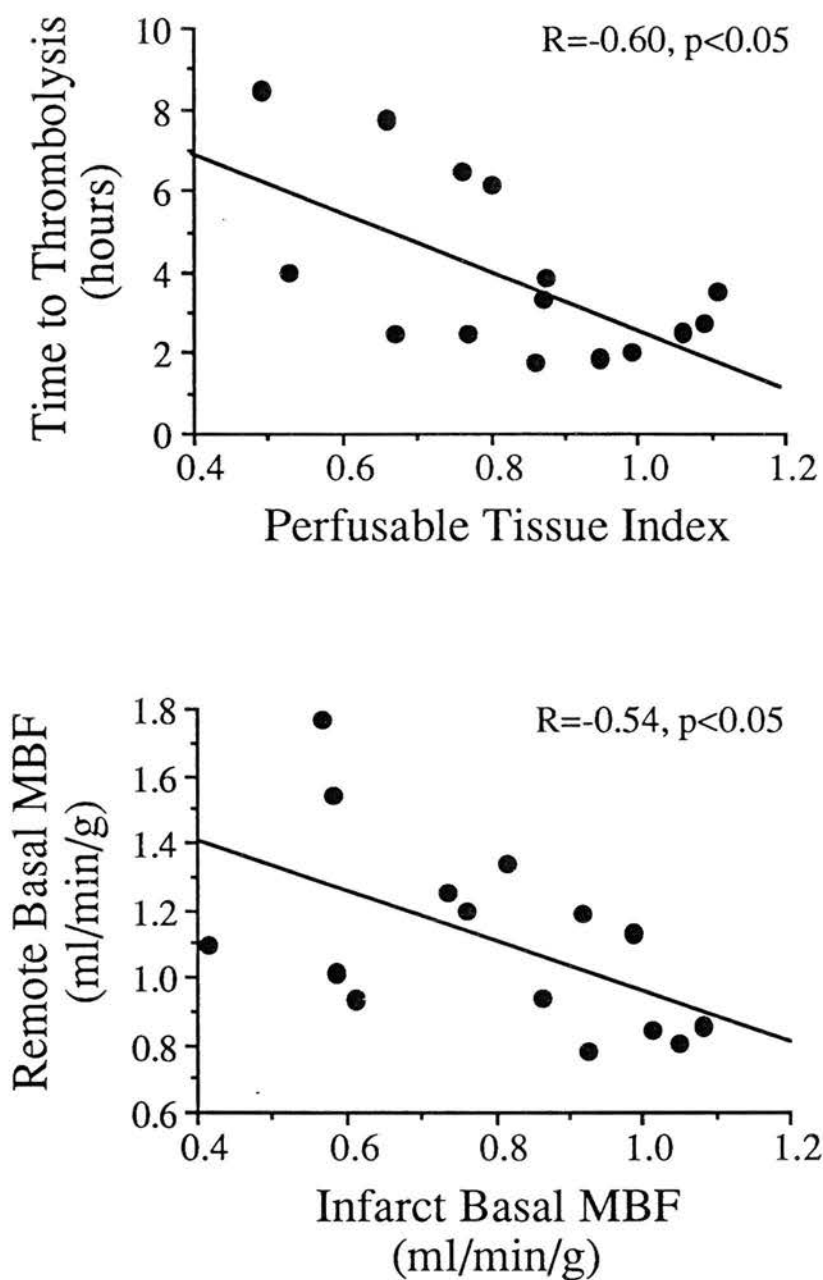 R=-0.60, p<0.05
10
8
6
4
2
0
Time to Thrombolysis
(hours)
0.4 0.6 0.8 1.0 1.2
Perfusable Tissue Index
R=-0.54, p<0.05
1.8
1.6
1.4
1.2
1.0
0.8
0.6
Remote Basal MBF
(ml/min/g)
0.4 0.6 0.8 1.0 1.2
Infarct Basal MBF
(ml/min/g)